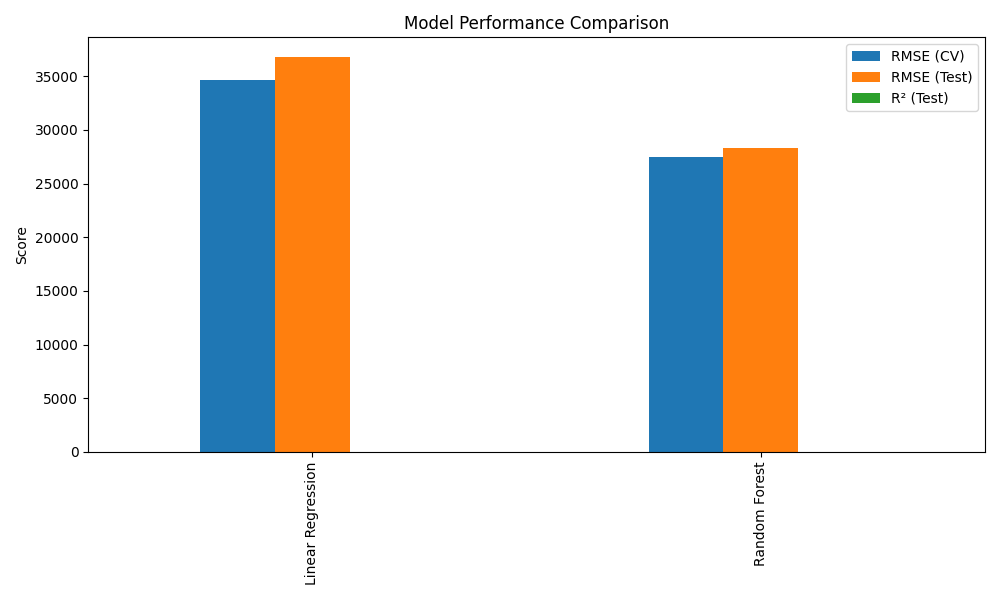 Model Performance Comparison
RMSE (CV)
RMSE (Test)
R² (Test)
Score
35000
30000
25000
20000
15000
10000
5000
0
Linear Regression
Random Forest